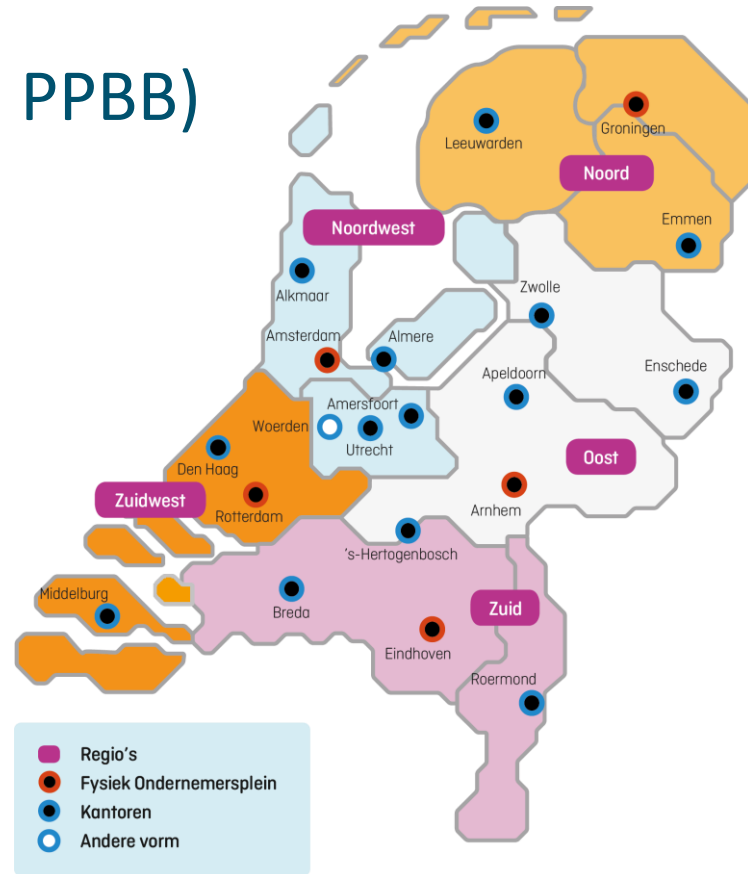 PPBB)
Leeuwarden
Groningen
Noord
Emmen
Noordwest
Alkmaar
Zwolle
Amsterdam
Almere
Apeldoorn
Enschede
Amersfoort
Woerden
Utrecht
Oost
Den Haag
Zuidwest
Rotterdam
Arnhem
's-Hertogenbosch
Middelburg
Breda
Zuid
Eindhoven
Roermond
Regio's
Fysiek Ondernemersplein
Kantoren
Andere vorm